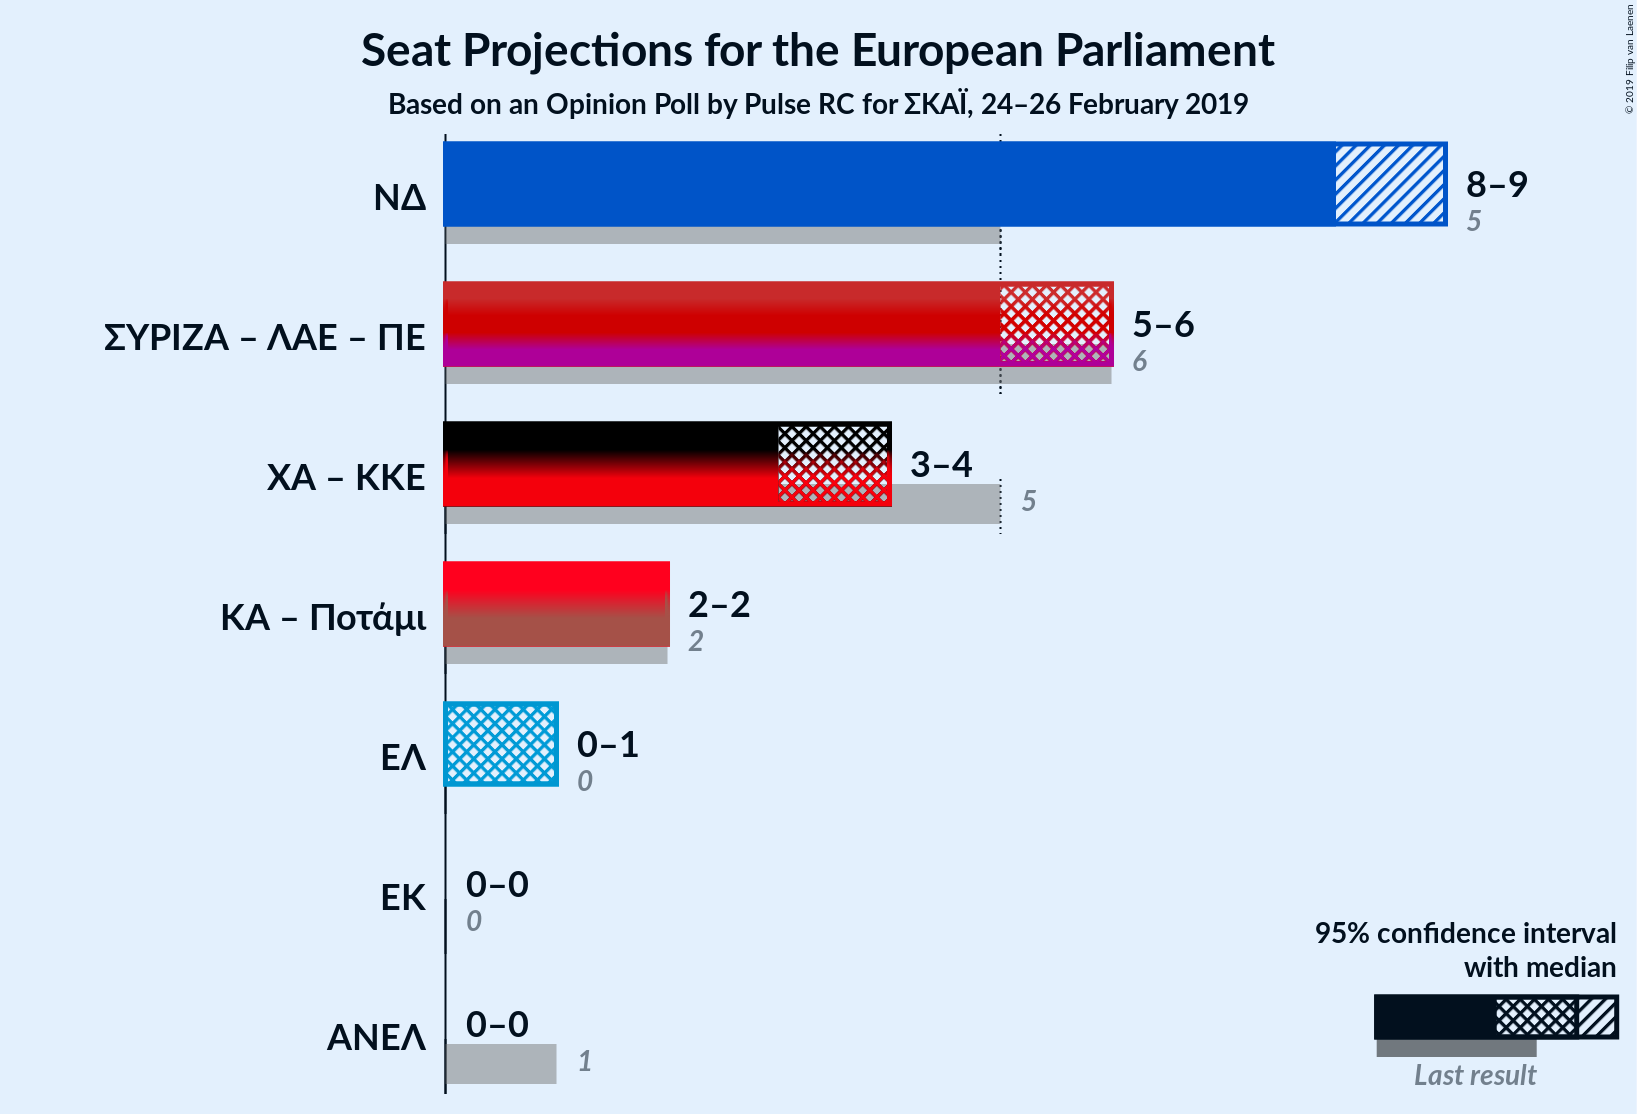 Seat Projections for the European Parliament
Based on an Opinion Poll by Pulse RC for ΣΚΑΪ, 24–26 February 2019
© 2019 Filip van Laenen
ΝΔ
8–9
5
ΣΥΡΙΖΑ – ΛΑΕ – ΠΕ
5–6
6
ΧΑ – ΚΚΕ
3–4
5
ΚΑ – Ποτάμι
2–2
2
ΕΛ
0–1
0
ΕΚ
0–0
0
ΑΝΕΛ
0–0
1
95% confidence interval
with median
Last result